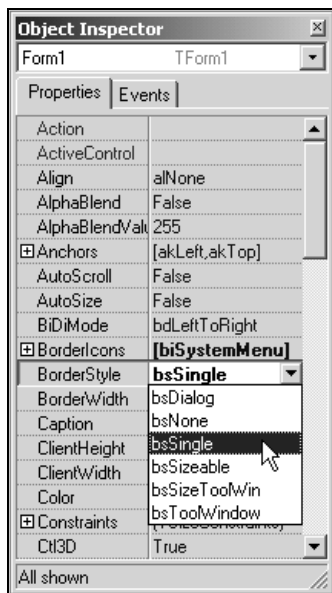 Object Inspector
Form1 TForm1
Properties Events
Action
ActiveControl
Align alNone
AlphaBlend False
AlphaBlendValu 255
Anchors [akLeft,akTop]
AutoScroll False
AutoSize False
BiDiMode bdLeftToRight
BorderIcons [biSystemMenu]
BorderStyle bsSingle
BorderWidth bsDialog
Caption bsNone
ClientHeight bsSingle
ClientWidth bsSizeable
Color bsSizeToolWin
Constraints bsToolWindow
Ctl3D True
All shown